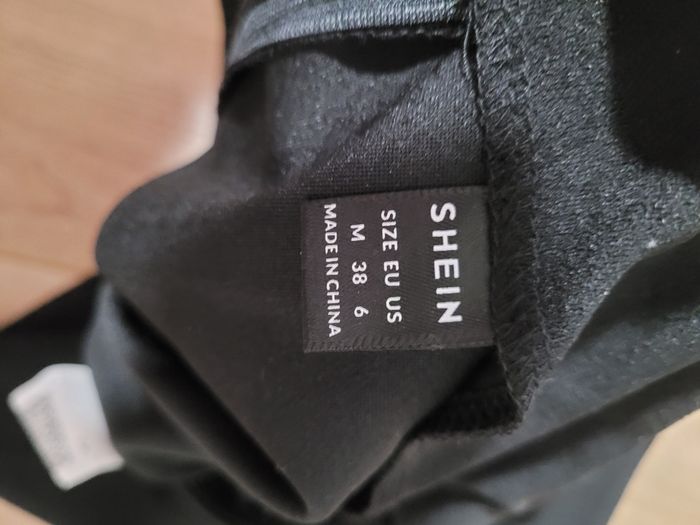 SHEIN
SIZE EU US
M 38 6
MADE IN CHINA